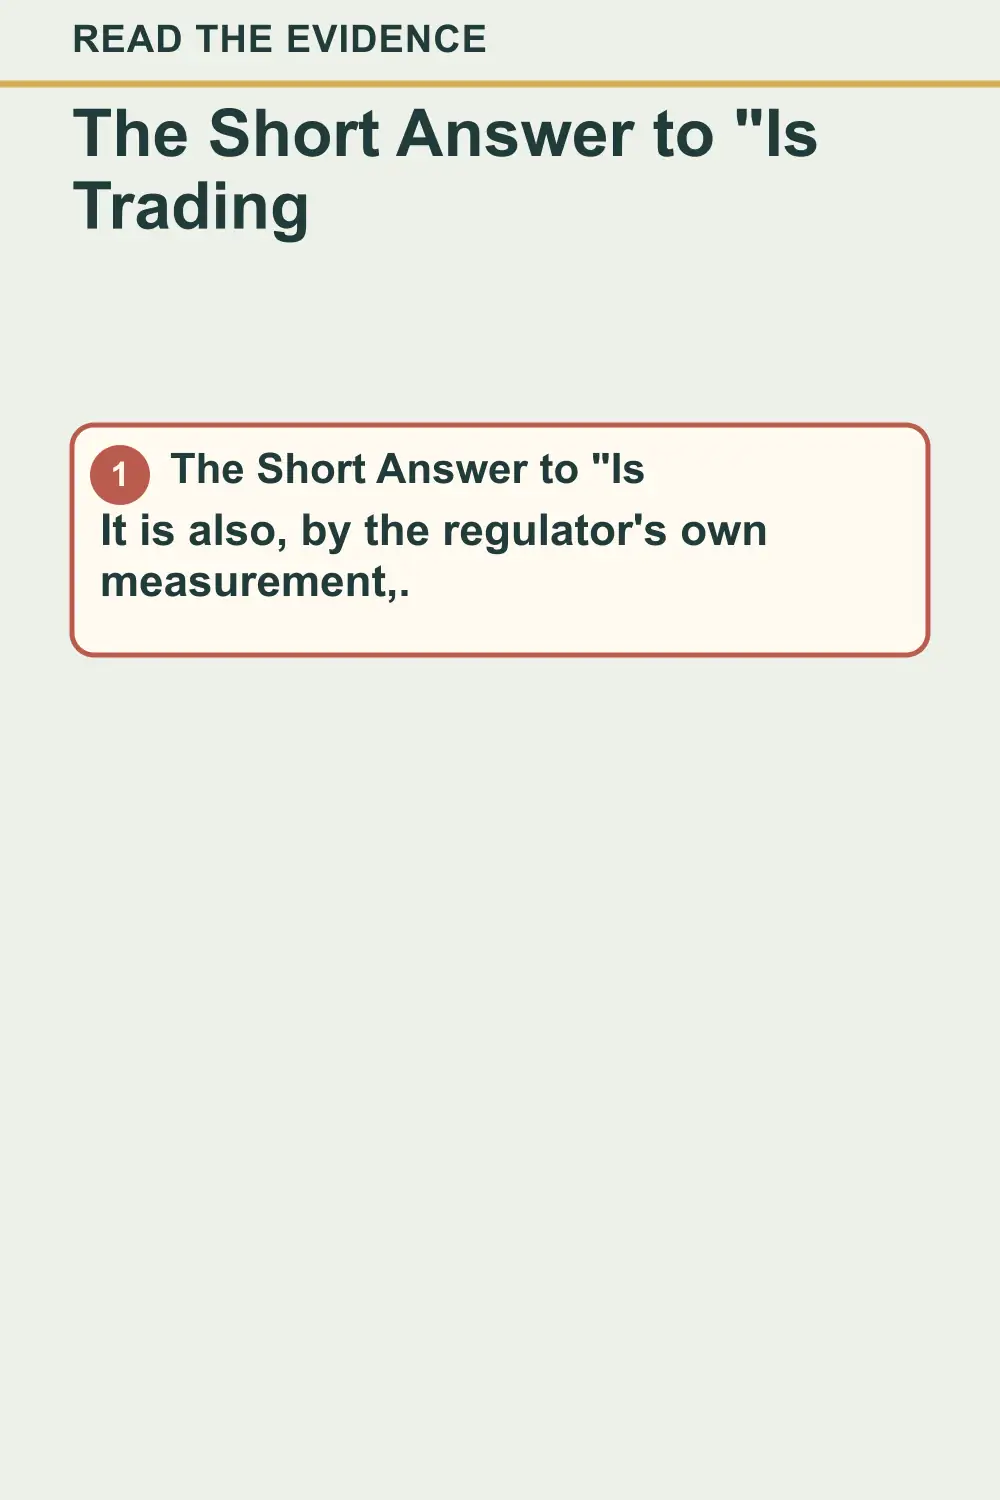 READ THE EVIDENCE
The Short Answer to "Is
Trading
1 The Short Answer to "Is
It is also, by the regulator's own
measurement,.